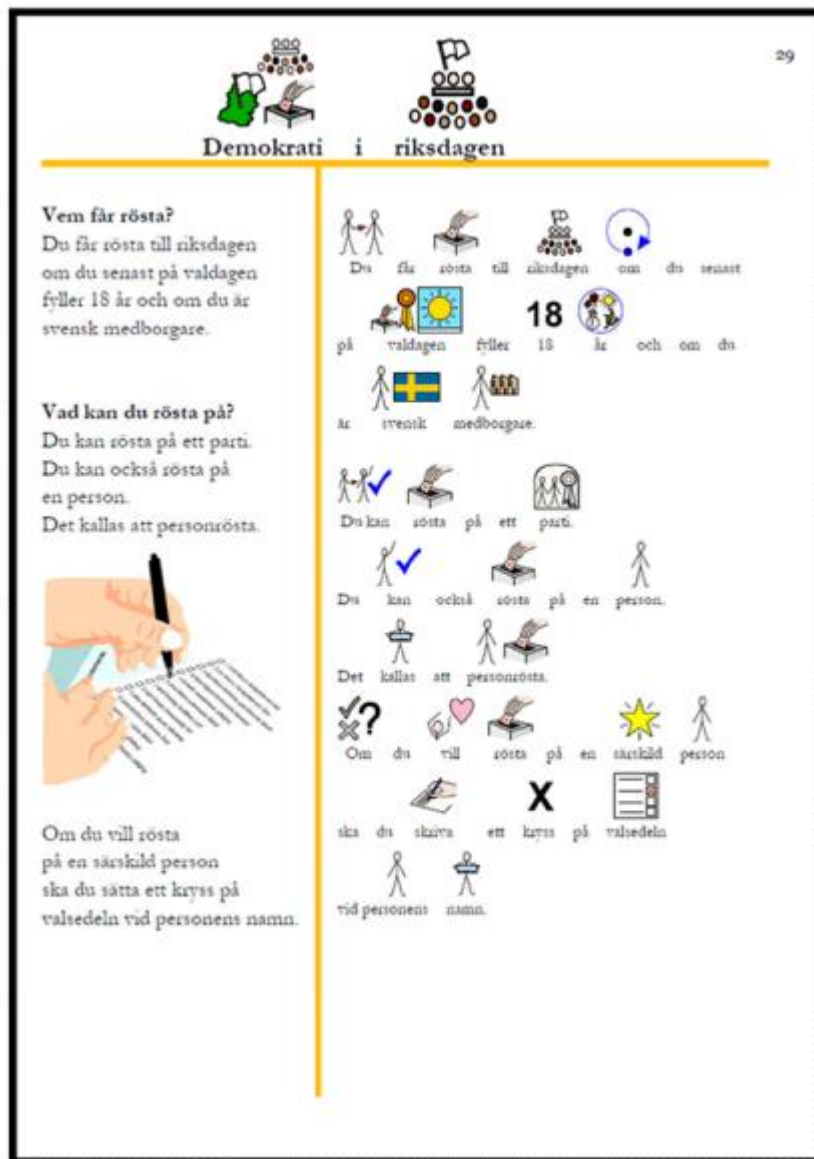 29
Demokrati i riksdagen
Vem får rösta?
Du får rösta till riksdagen
om du senast på valdagen
fyller 18 år och om du är
svensk medborgare.
Vad kan du rösta på?
Du kan rösta på ett parti.
Du kan också rösta på
en person.
Det kallas att personrösta.
Om du vill rösta
på en särskild person
ska du sätta ett kryss på
valsedeln vid personens namn.
Du får rösta till riksdagen om du senast
18
på valdagen fyller 18 år och om du
är svensk medborgare.
Du kan rösta på ett parti.
Du kan också rösta på en person.
Det kallas att personrösta.
?
Om du vill rösta på en särskild person
X
ska du skriva ett kryss på valsedeln
vid personens namn.